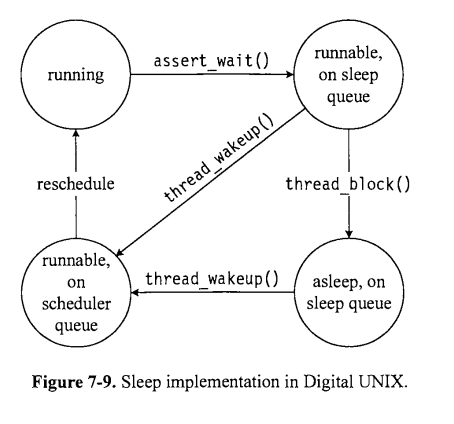 running
assert_wait()
runnable,
on sleep
queue
thread_wakeup()
reschedule
thread_block()
runnable,
on
scheduler
queue
thread_wakeup()
asleep, on
sleep queue
Figure 7-9. Sleep implementation in Digital UNIX.